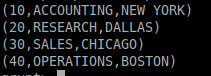 (10,ACCOUNTING,NEW YORK)
(20,RESEARCH,DALLAS)
(30,SALES,CHICAGO)
(40,OPERATIONS,BOSTON)